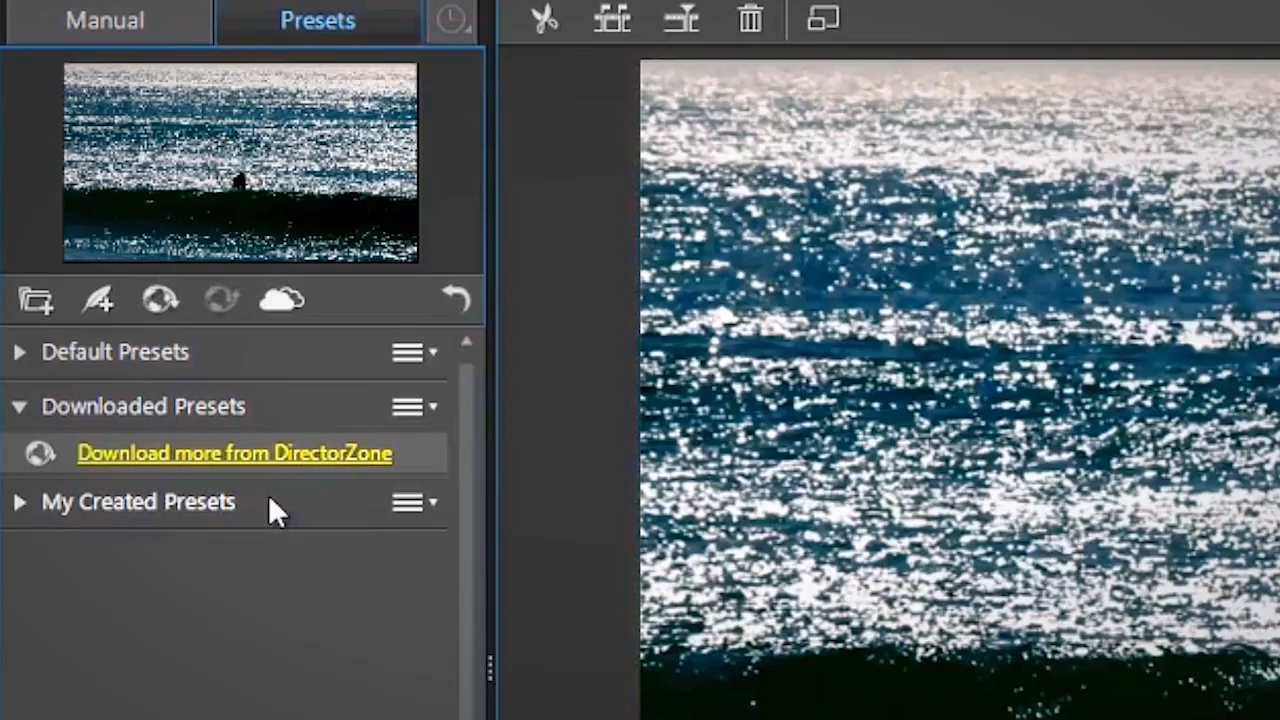 Manual
Presets
Default Presets
Downloaded Presets
Download more from DirectorZone
My Created Presets